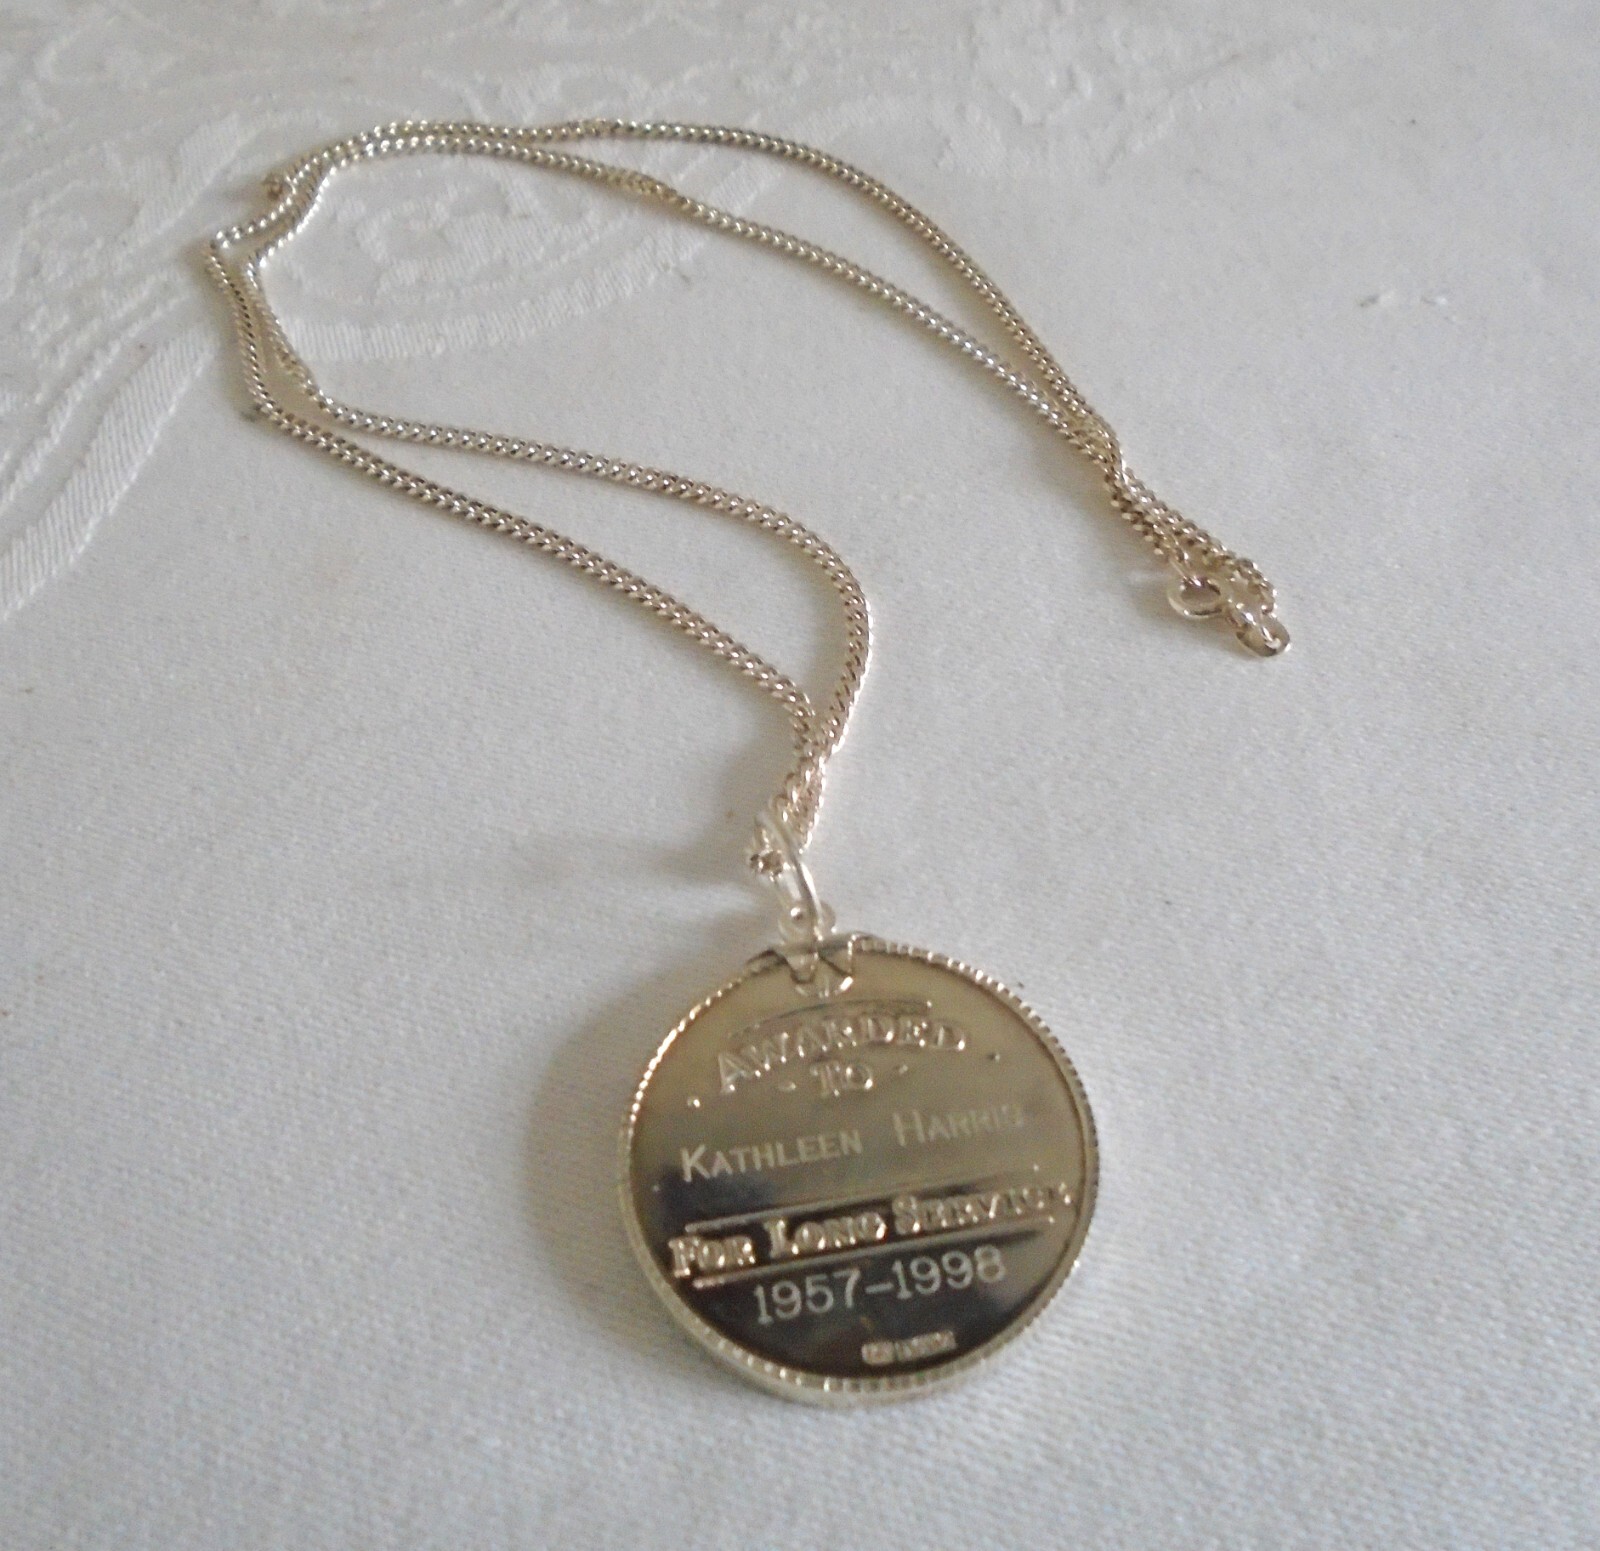 AWARDED
TO
KATHLEEN HARRIS
FOR LONG SERVICE
1957-1998